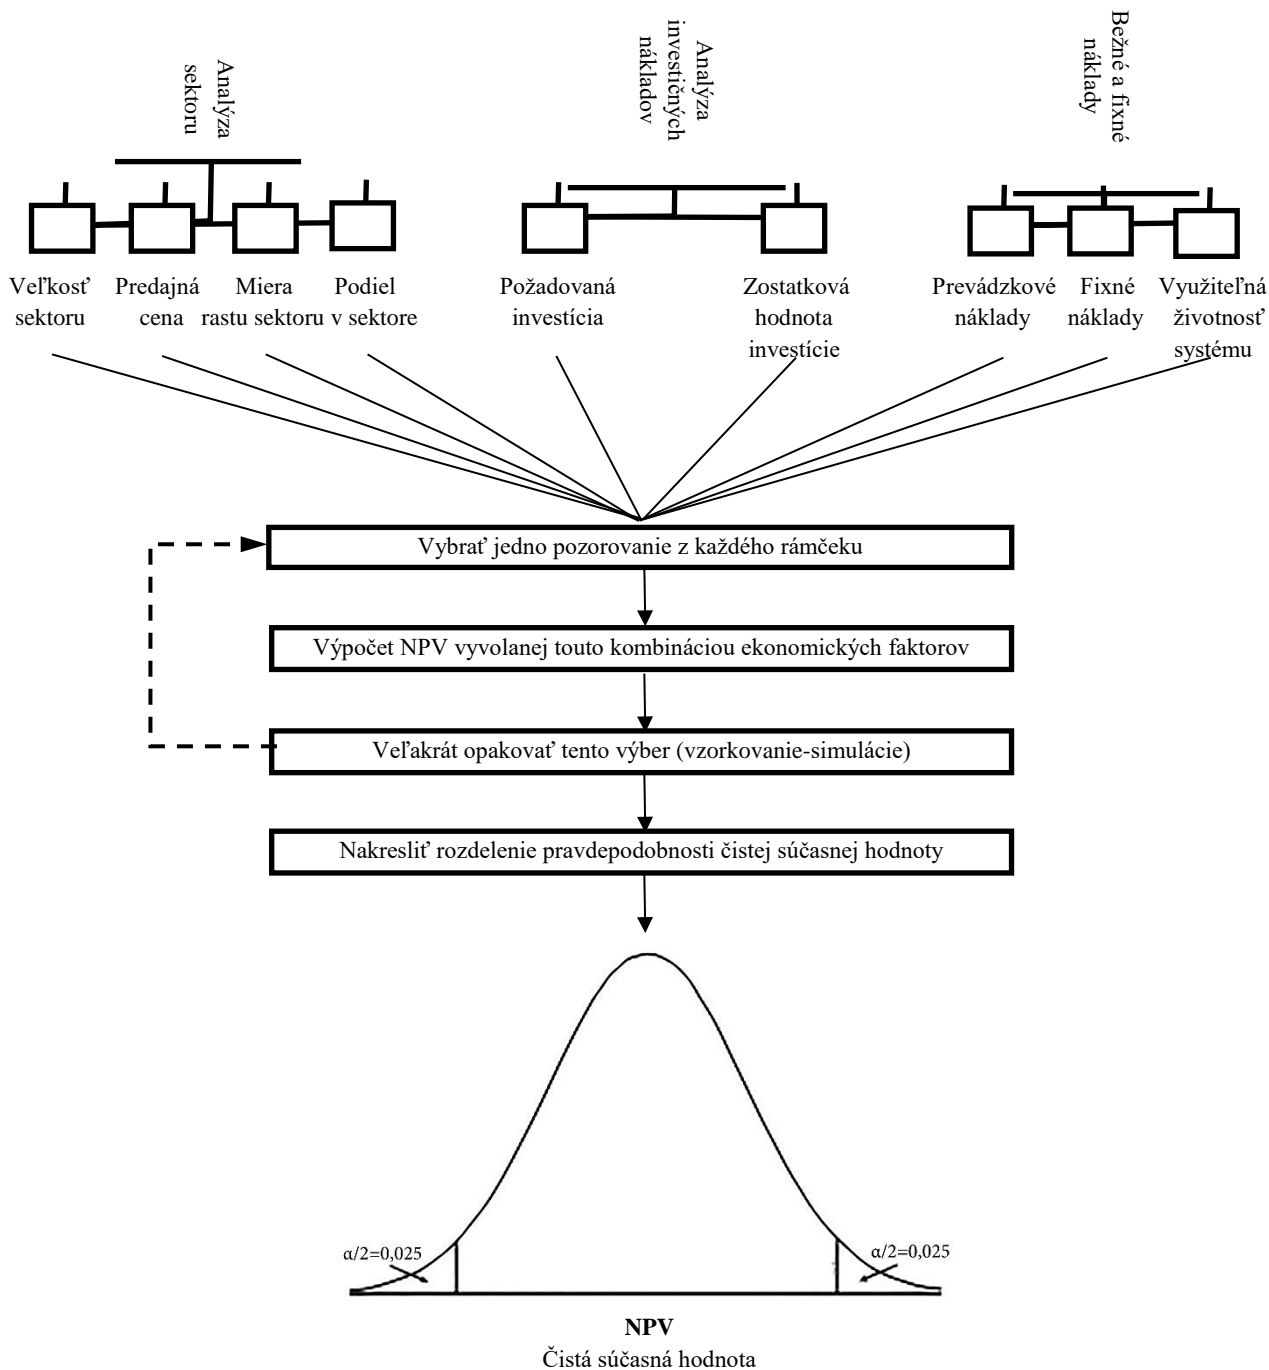 Analýza
sektoru
Analýza
investičných
nákladov
Bežné a fixné
náklady
Veľkosť
sektoru
Predajná
cena
Miera
rastu sektoru
Podiel
v sektore
Požadovaná
investícia
Zostatková
hodnota
investície
Prevádzkové
náklady
Fixné
náklady
Využiteľná
životnosť
systému
Vybrať jedno pozorovanie z každého rámčeku
Výpočet NPV vyvolanej touto kombináciou ekonomických faktorov
Veľakrát opakovať tento výber (vzorkovanie-simulácie)
Nakresliť rozdelenie pravdepodobnosti čistej súčasnej hodnoty
α/2=0,025
α/2=0,025
NPV
Čistá súčasná hodnota